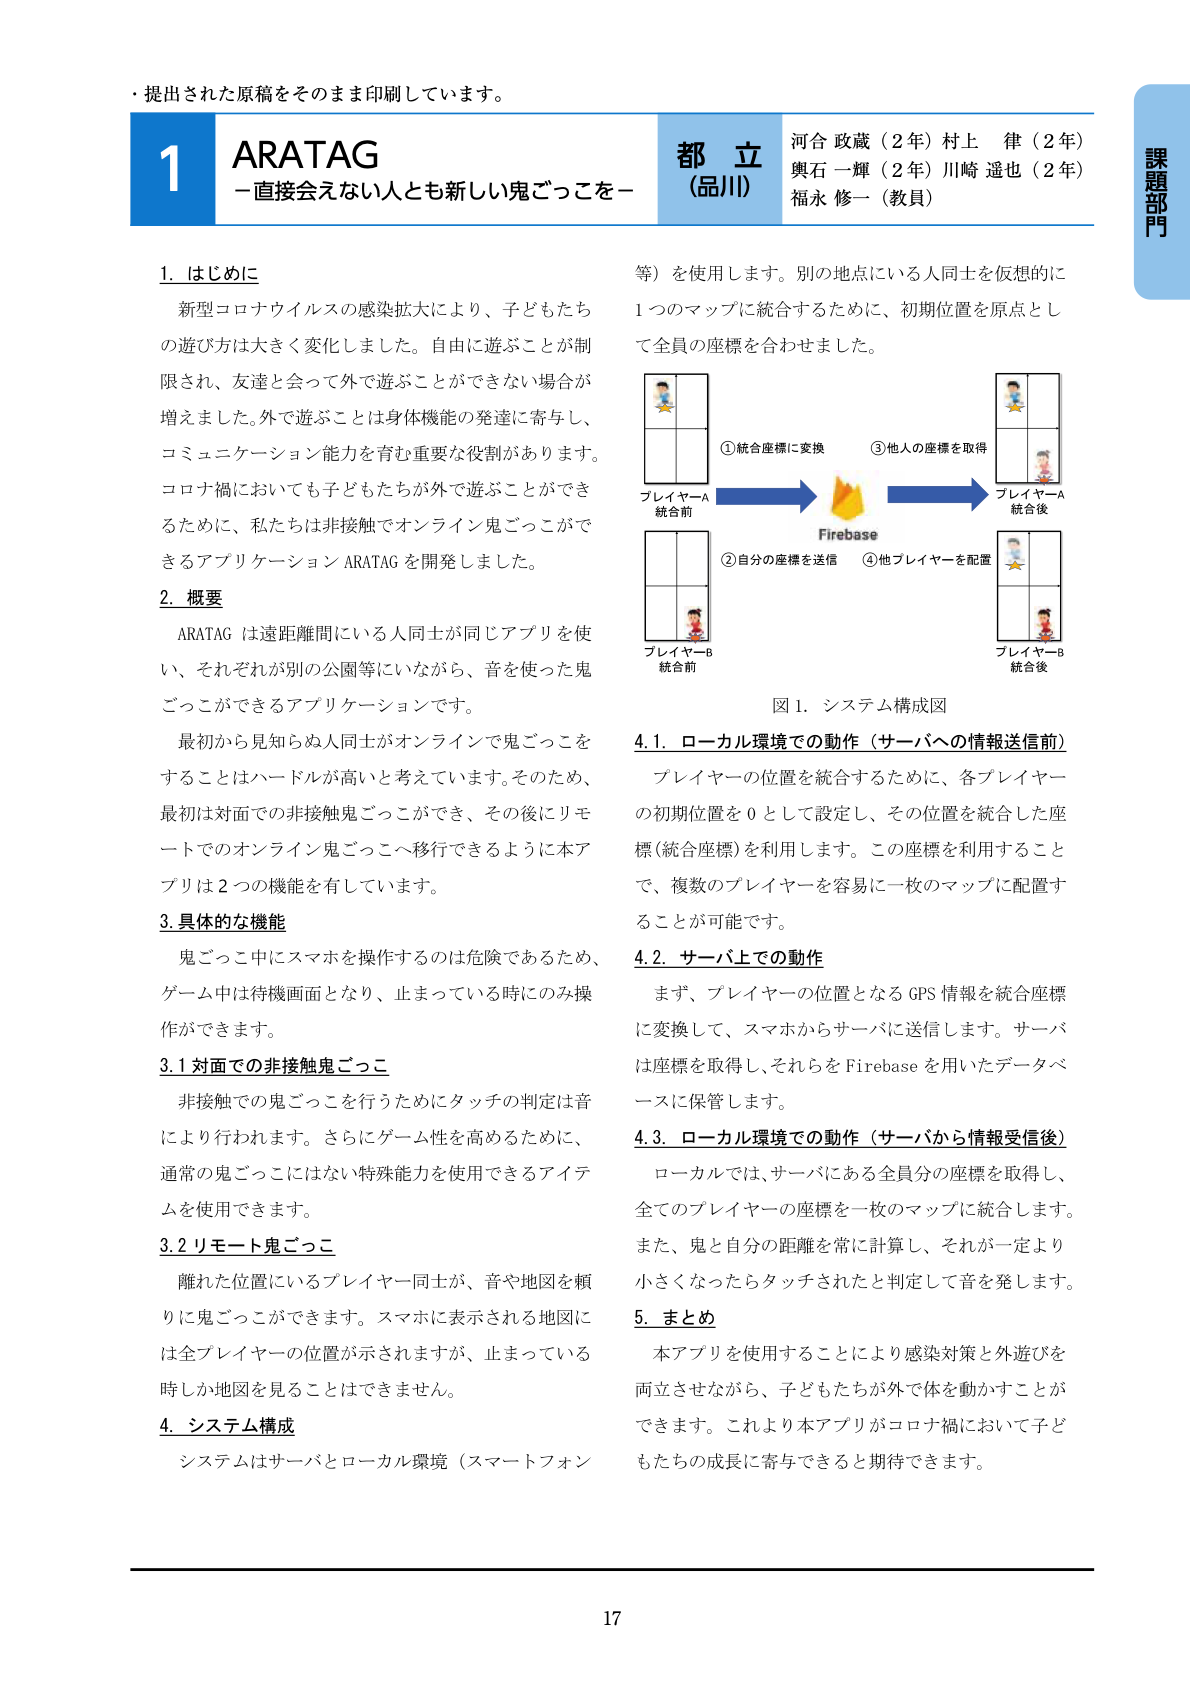 ・提出された原稿をそのまま印刷しています。
課題部門
1
ARATAG
－直接会えない人とも新しい鬼ごっこを－
都 立
(品川)
河合 政蔵（２年）村上　律（２年）
輿石 一輝（２年）川崎 遥也（２年）
福永 修一（教員）
1. はじめに
新型コロナウイルスの感染拡大により、子どもたち
の遊び方は大きく変化しました。自由に遊ぶことが制
限され、友達と会って外で遊ぶことができない場合が
増えました。外で遊ぶことは身体機能の発達に寄与し、
コミュニケーション能力を育む重要な役割があります。
コロナ禍においても子どもたちが外で遊ぶことができ
るために、私たちは非接触でオンライン鬼ごっこがで
きるアプリケーション ARATAG を開発しました。
2. 概要
ARATAG は遠距離間にいる人同士が同じアプリを使
い、それぞれが別の公園等にいながら、音を使った鬼
ごっこができるアプリケーションです。
最初から見知らぬ人同士がオンラインで鬼ごっこを
することはハードルが高いと考えています。そのため、
最初は対面での非接触鬼ごっこができ、その後にリモ
ートでのオンライン鬼ごっこへ移行できるように本ア
プリは 2 つの機能を有しています。
3. 具体的な機能
鬼ごっこ中にスマホを操作するのは危険であるため、
ゲーム中は待機画面となり、止まっている時にのみ操
作ができます。
3.1 対面での非接触鬼ごっこ
非接触での鬼ごっこを行うためにタッチの判定は音
により行われます。さらにゲーム性を高めるために、
通常の鬼ごっこにはない特殊能力を使用できるアイテ
ムを使用できます。
3.2 リモート鬼ごっこ
離れた位置にいるプレイヤー同士が、音や地図を頼
りに鬼ごっこができます。スマホに表示される地図に
は全プレイヤーの位置が示されますが、止まっている
時しか地図を見ることはできません。
4. システム構成
システムはサーバとローカル環境（スマートフォン
等）を使用します。別の地点にいる人同士を仮想的に
1 つのマップに統合するために、初期位置を原点とし
て全員の座標を合わせました。
①統合座標に変換
③他人の座標を取得
プレイヤーA
統合前
プレイヤーA
統合後
Firebase
②自分の座標を送信
④他プレイヤーを配置
プレイヤーB
統合前
プレイヤーB
統合後
図 1. システム構成図
4.1. ローカル環境での動作（サーバへの情報送信前）
プレイヤーの位置を統合するために、各プレイヤー
の初期位置を 0 として設定し、その位置を統合した座
標(統合座標)を利用します。この座標を利用すること
で、複数のプレイヤーを容易に一枚のマップに配置す
ることが可能です。
4.2. サーバ上での動作
まず、プレイヤーの位置となる GPS 情報を統合座標
に変換して、スマホからサーバに送信します。サーバ
は座標を取得し、それらを Firebase を用いたデータベ
ースに保管します。
4.3. ローカル環境での動作（サーバから情報受信後）
ローカルでは、サーバにある全員分の座標を取得し、
全てのプレイヤーの座標を一枚のマップに統合します。
また、鬼と自分の距離を常に計算し、それが一定より
小さくなったらタッチされたと判定して音を発します。
5. まとめ
本アプリを使用することにより感染対策と外遊びを
両立させながら、子どもたちが外で体を動かすことが
できます。これより本アプリがコロナ禍において子ど
もたちの成長に寄与できると期待できます。
17